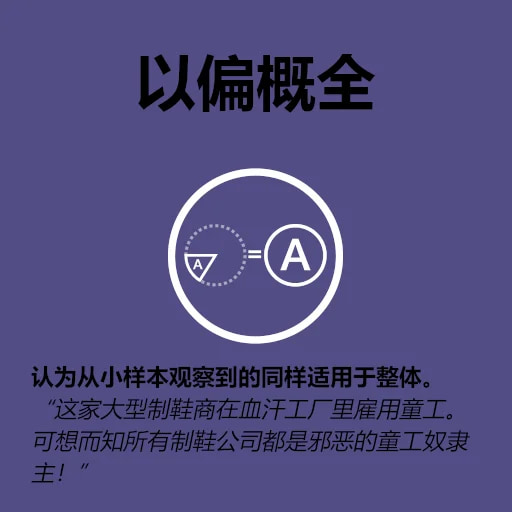 以偏概全
A = A
认为从小样本观察到的同样适用于整体。
“这家大型制鞋商在血汗工厂里雇用童工。
可想而知所有制鞋公司都是邪恶的童工奴隶
主！”